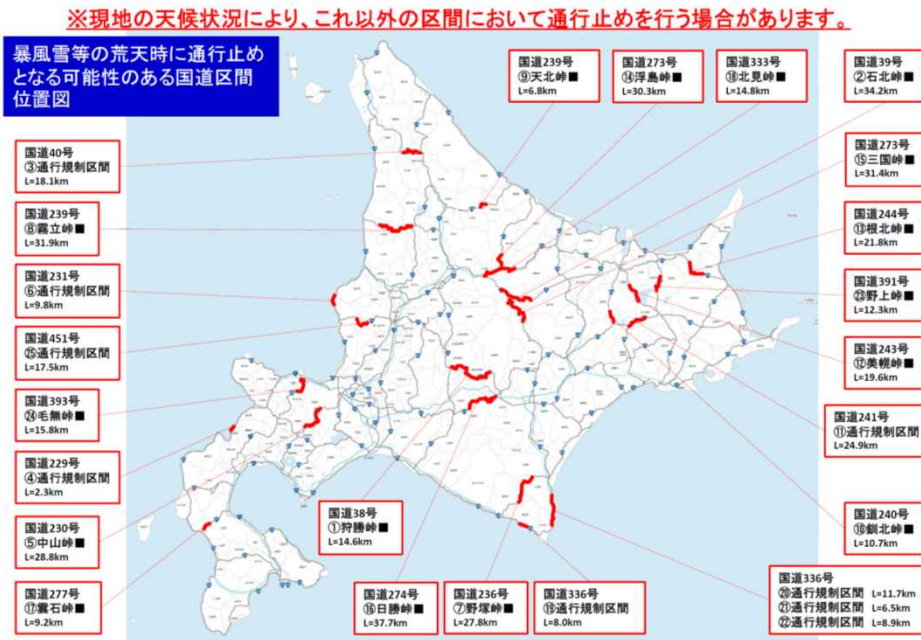 ※現地の天候状況により、これ以外の区間において通行止めを行う場合があります。
暴風雪等の荒天時に通行止め
となる可能性のある国道区間
位置図
国道239号
⑨天北峠■
L=6.8km
国道273号
⑭浮島峠■
L=30.3km
国道333号
⑱北見峠■
L=14.8km
国道39号
②石北峠■
L=34.2km
国道40号
③通行規制区間
L=18.1km
国道273号
⑮三国峠■
L=31.4km
国道239号
⑧霧立峠■
L=31.9km
国道244号
⑬根北峠■
L=21.8km
国道231号
⑥通行規制区間
L=9.8km
国道391号
㉓野上峠■
L=12.3km
国道451号
㉕通行規制区間
L=17.5km
国道243号
⑫美幌峠■
L=19.6km
国道393号
㉔毛無峠■
L=15.8km
国道241号
⑪通行規制区間
L=24.9km
国道229号
④通行規制区間
L=2.3km
国道230号
⑤中山峠■
L=28.8km
国道38号
①狩勝峠■
L=14.6km
国道240号
⑩釧北峠■
L=10.7km
国道277号
⑰雲石峠■
L=9.2km
国道274号
⑯日勝峠■
L=37.7km
国道236号
⑦野塚峠■
L=27.8km
国道336号
⑲通行規制区間
L=8.0km
国道336号
⑳通行規制区間 L=11.7km
㉑通行規制区間 L=6.5km
㉒通行規制区間 L=8.9km